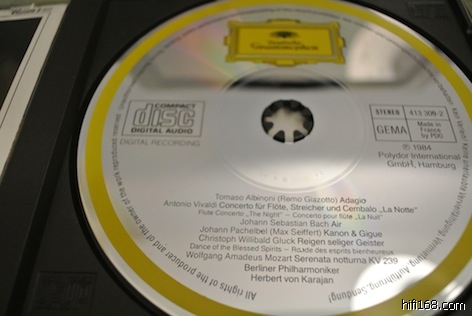 Deutsche
Grammophon
COMPACT
disc
DIGITAL AUDIO
DIGITAL RECORDING
STEREO 413 309-2
GEMA Made in
France
by PDG
℗ 1984
Polydor International
GmbH, Hamburg
Tomaso Albinoni (Remo Giazotto) Adagio
Antonio Vivaldi Concerto für Flöte, Streicher und Cembalo „La Notte"
Flute Concerto „The Night" – Concerto pour flûte „La Nuit"
Johann Sebastian Bach Air
Johann Pachelbel (Max Seiffert) Kanon & Gigue
Christoph Willibald Gluck Reigen seliger Geister
Dance of the Blessed Spirits – Ronde des esprits bienheureux
Wolfgang Amadeus Mozart Serenata notturna KV 239
Berliner Philharmoniker
Herbert von Karajan
All rights of the producer and of the owner of the work reproduced
Vermietung, Aufführung, Sendung!
hifi168.com